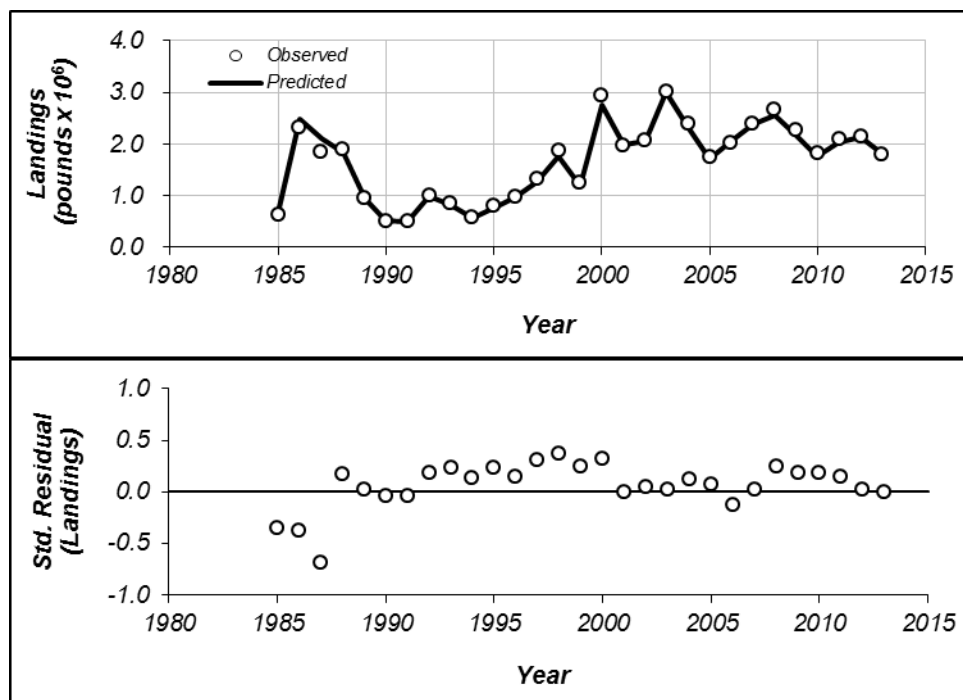 4.0
3.0
2.0
1.0
0.0
Landings
(pounds x 10⁶)
Observed
Predicted
1980 1985 1990 1995 2000 2005 2010 2015
Year
1.0
0.5
0.0
-0.5
-1.0
Std. Residual
(Landings)
1980 1985 1990 1995 2000 2005 2010 2015
Year